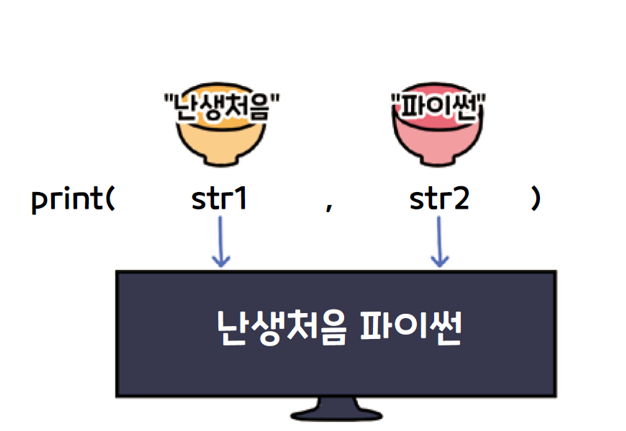 "난생처음" "파이썬"
print( str1 , str2 )
난생처음 파이썬